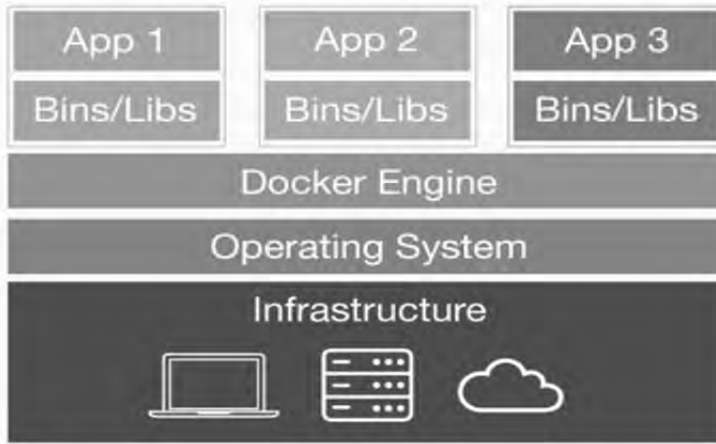 App 1 App 2 App 3
Bins/Libs Bins/Libs Bins/Libs
Docker Engine
Operating System
Infrastructure